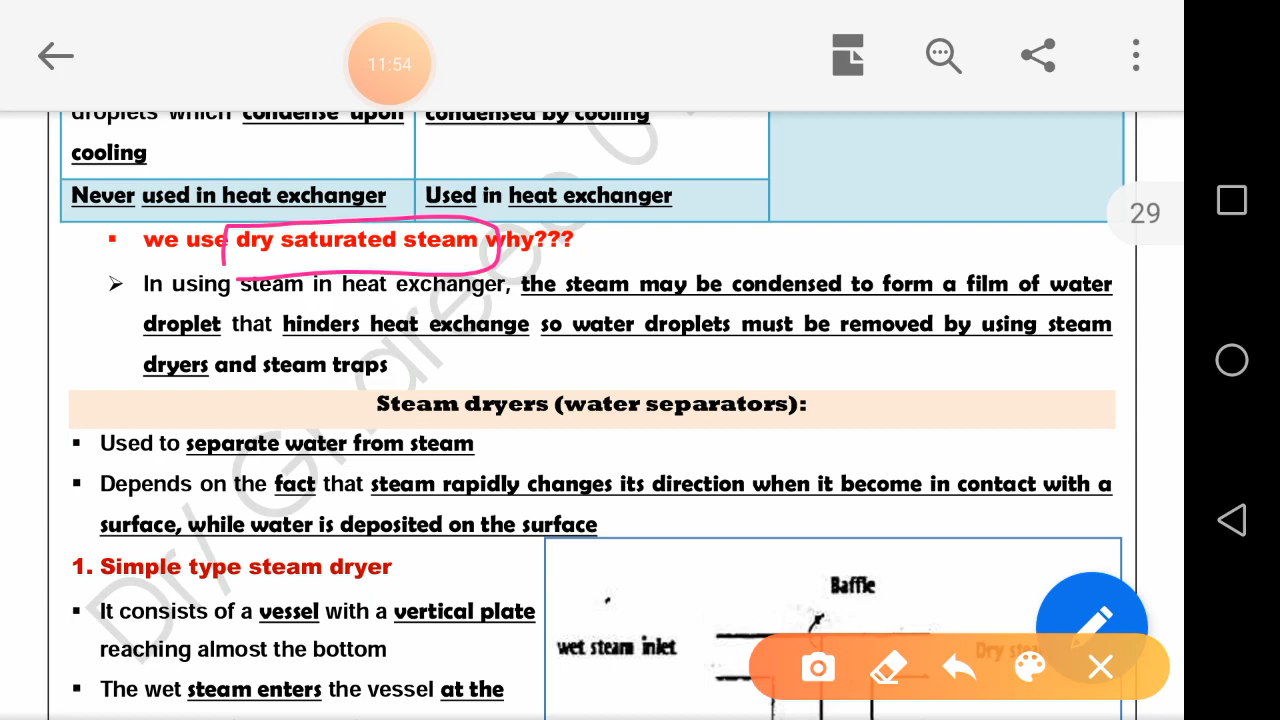 11:54
droplets which condense upon
condensed by cooling
cooling
Never used in heat exchanger
Used in heat exchanger
29
▪ we use dry saturated steam why???
➢ In using steam in heat exchanger, the steam may be condensed to form a film of water
droplet that hinders heat exchange so water droplets must be removed by using steam
dryers and steam traps
Steam dryers (water separators):
▪ Used to separate water from steam
▪ Depends on the fact that steam rapidly changes its direction when it become in contact with a
surface, while water is deposited on the surface
1. Simple type steam dryer
▪ It consists of a vessel with a vertical plate
reaching almost the bottom
▪ The wet steam enters the vessel at the
Baffle
wet steam inlet
Dry